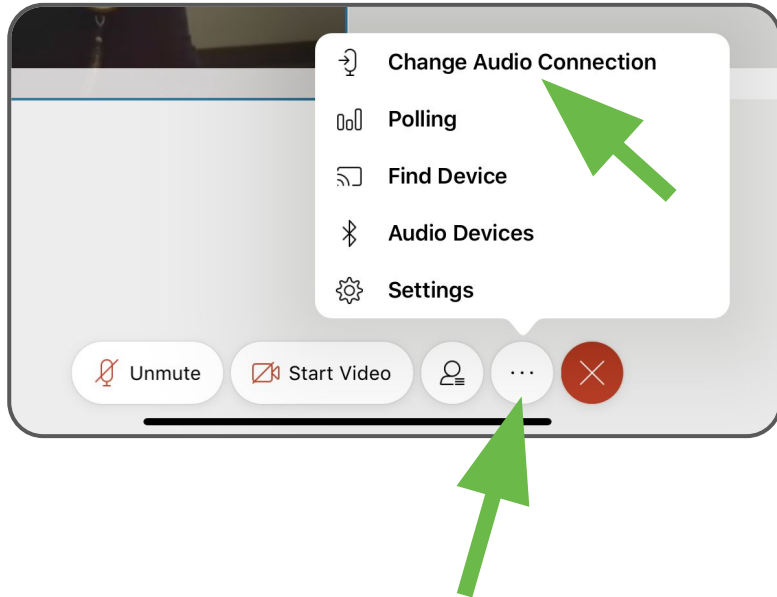 Change Audio Connection
Polling
Find Device
Audio Devices
Settings
Unmute
Start Video